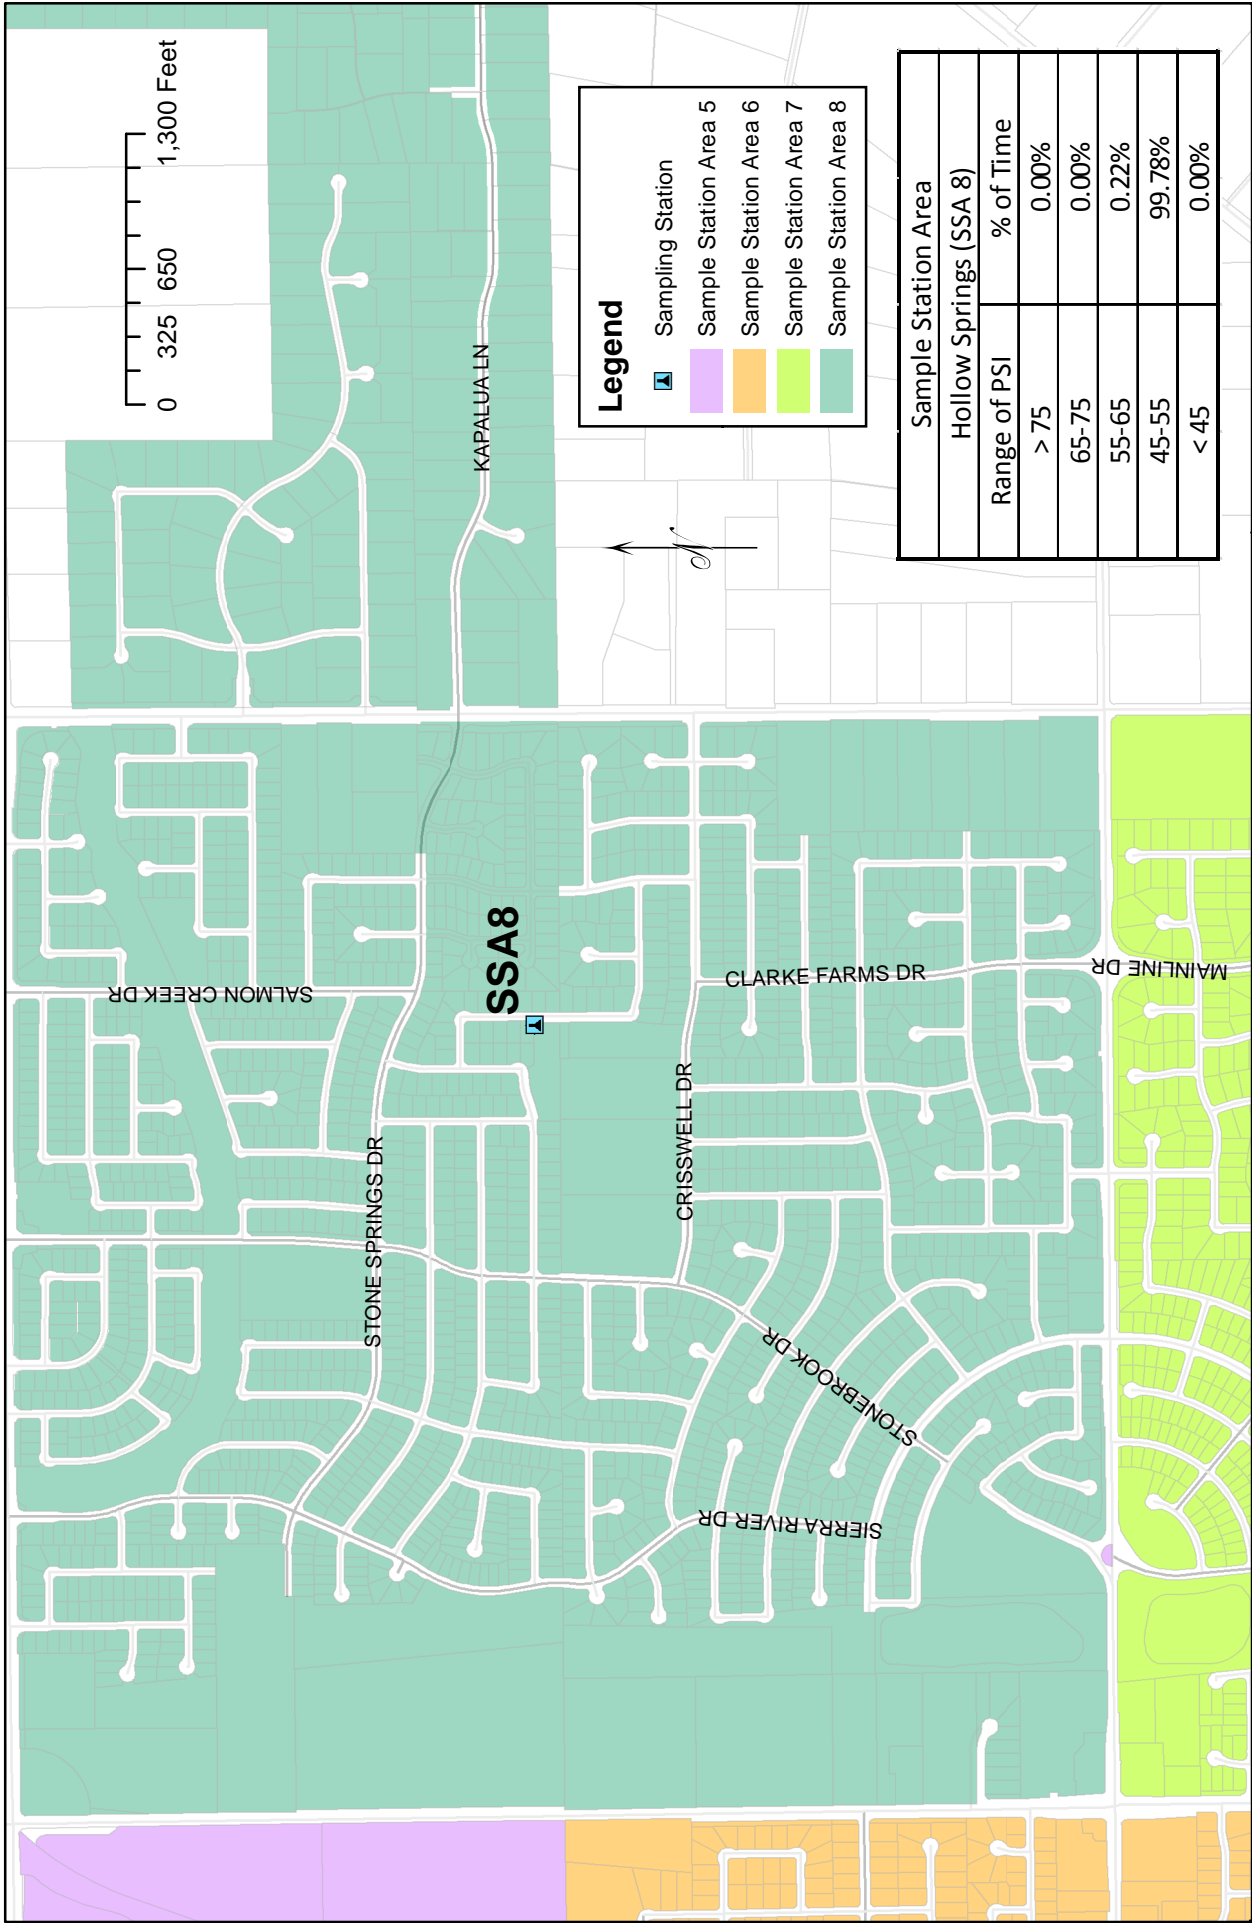 0 325 650 1,300 Feet
SALMON CREEK DR
STONE SPRINGS DR
KAPALUA LN
SSA8
CRISSWELL DR
CLARKE FARMS DR
STONEBROOK DR
SIERRA RIVER DR
MAINLINE DR
N
Legend
Sampling Station
Sample Station Area 5
Sample Station Area 6
Sample Station Area 7
Sample Station Area 8
Sample Station Area
Hollow Springs (SSA 8)
Range of PSI % of Time
> 75 0.00%
65-75 0.00%
55-65 0.22%
45-55 99.78%
< 45 0.00%